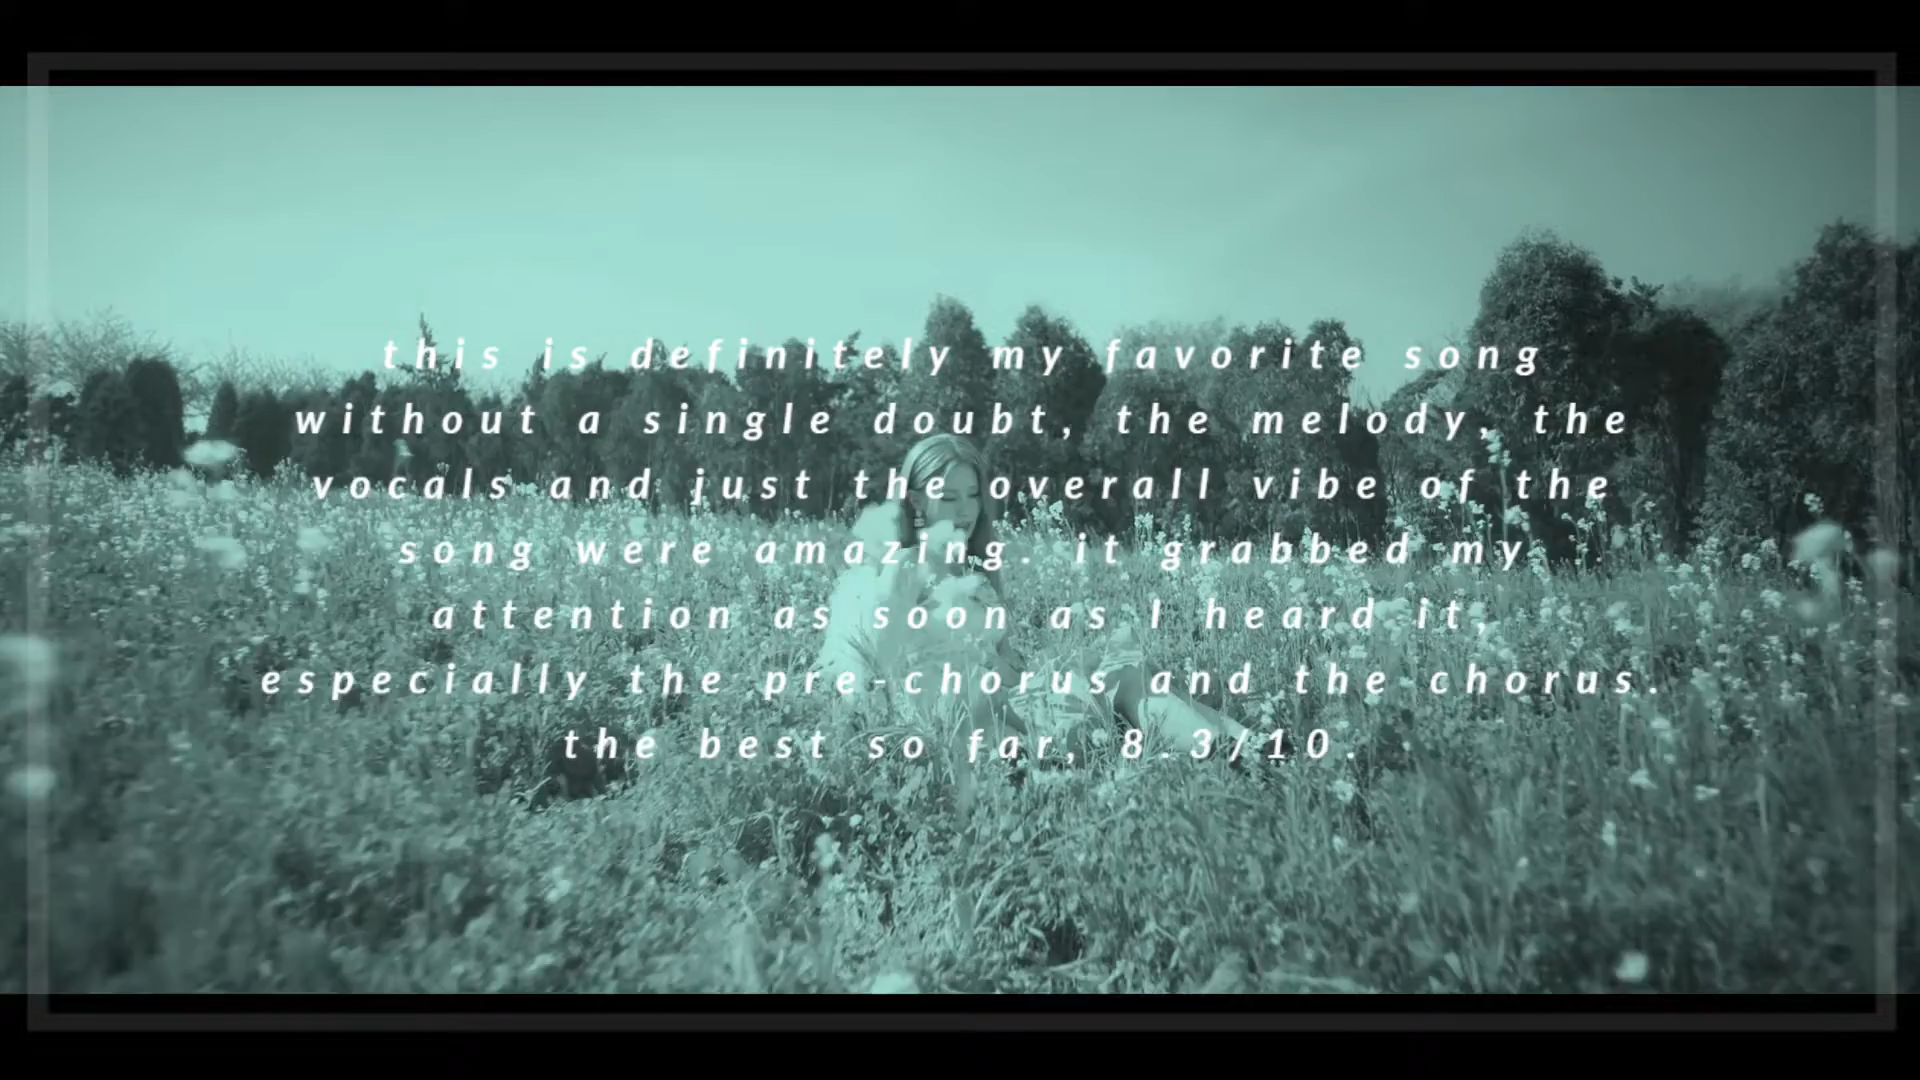 this is definitely my favorite song
without a single doubt, the melody, the
vocals and just the overall vibe of the
song were amazing. it grabbed my
attention as soon as I heard it,
especially the pre-chorus and the chorus.
the best so far, 8.3/10.